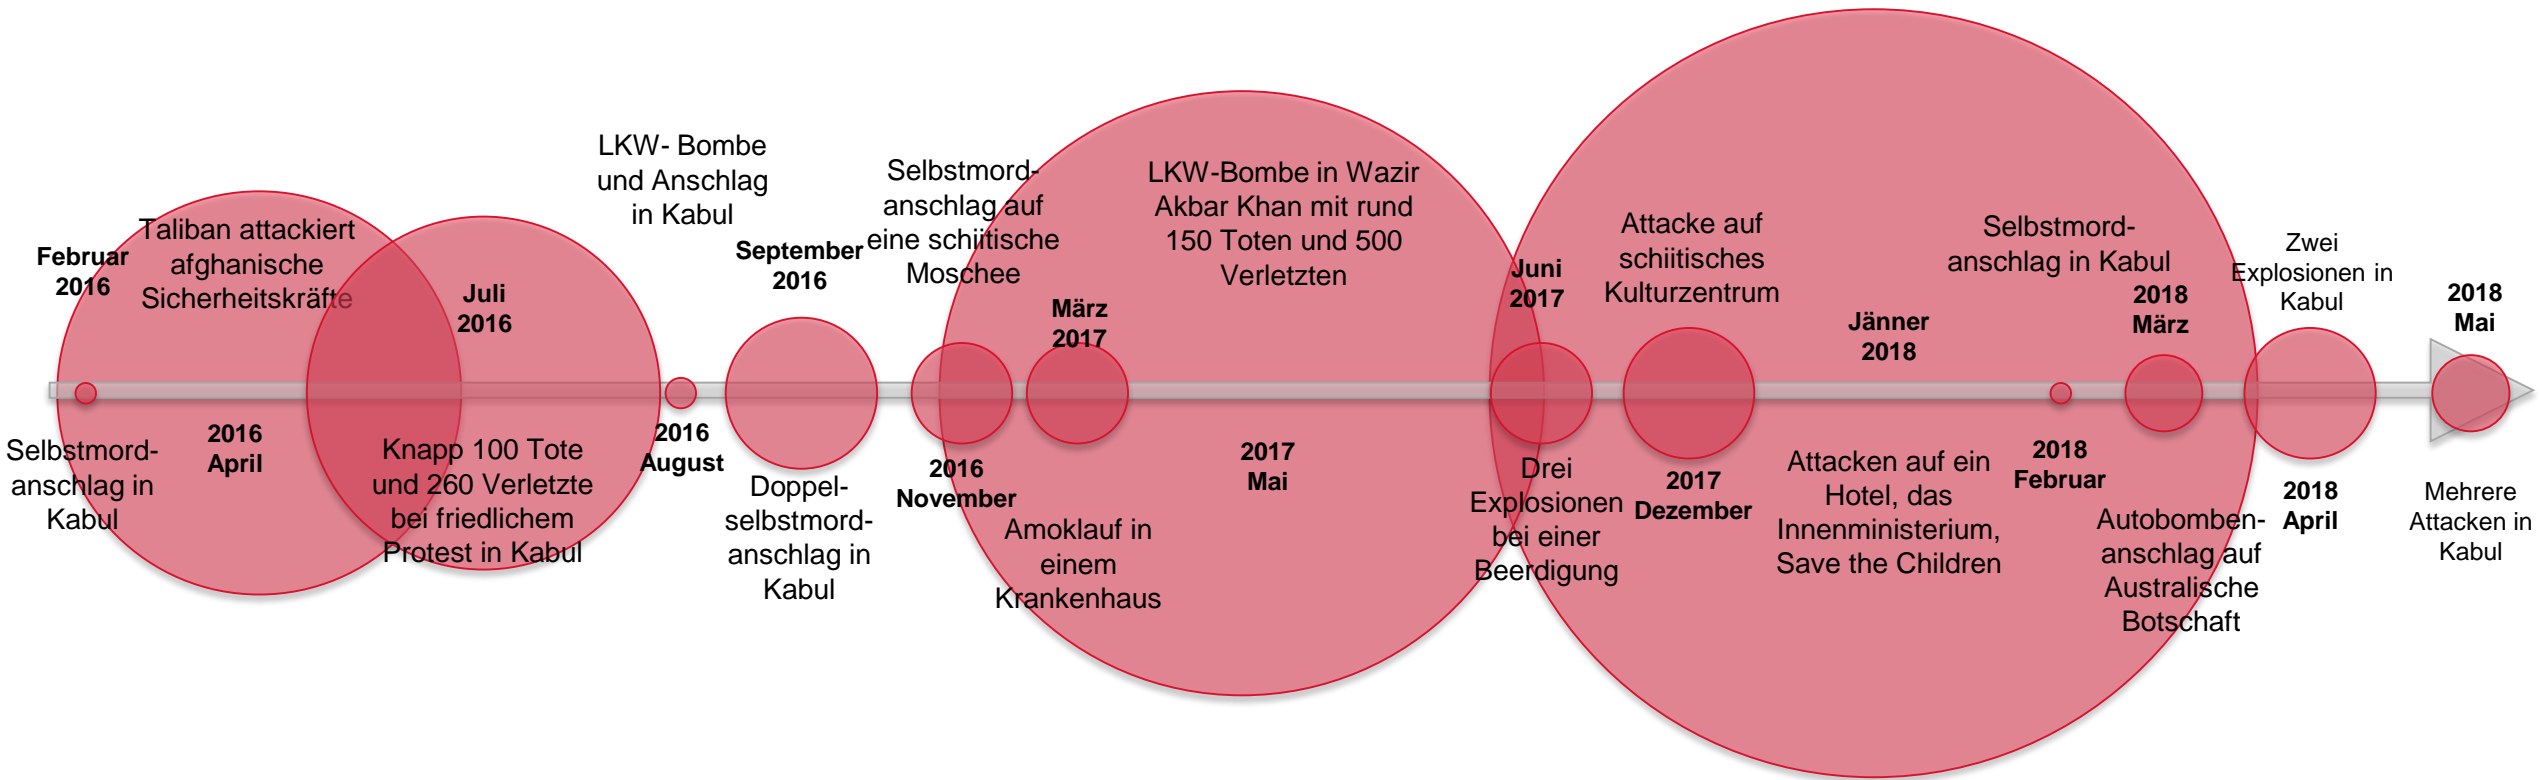 Februar
2016
Selbstmord-
anschlag in
Kabul
Taliban attackiert
afghanische
Sicherheitskräfte
2016
April
Juli
2016
Knapp 100 Tote
und 260 Verletzte
bei friedlichem
Protest in Kabul
LKW- Bombe
und Anschlag
in Kabul
2016
August
September
2016
Doppel-
selbstmord-
anschlag in
Kabul
Selbstmord-
anschlag auf
eine schiitische
Moschee
2016
November
März
2017
Amoklauf in
einem
Krankenhaus
LKW-Bombe in Wazir
Akbar Khan mit rund
150 Toten und 500
Verletzten
2017
Mai
Juni
2017
Drei
Explosionen
bei einer
Beerdigung
Attacke auf
schiitisches
Kulturzentrum
2017
Dezember
Jänner
2018
Attacken auf ein
Hotel, das
Innenministerium,
Save the Children
Selbstmord-
anschlag in Kabul
2018
Februar
2018
März
Autobomben-
anschlag auf
Australische
Botschaft
Zwei
Explosionen in
Kabul
2018
April
2018
Mai
Mehrere
Attacken in
Kabul